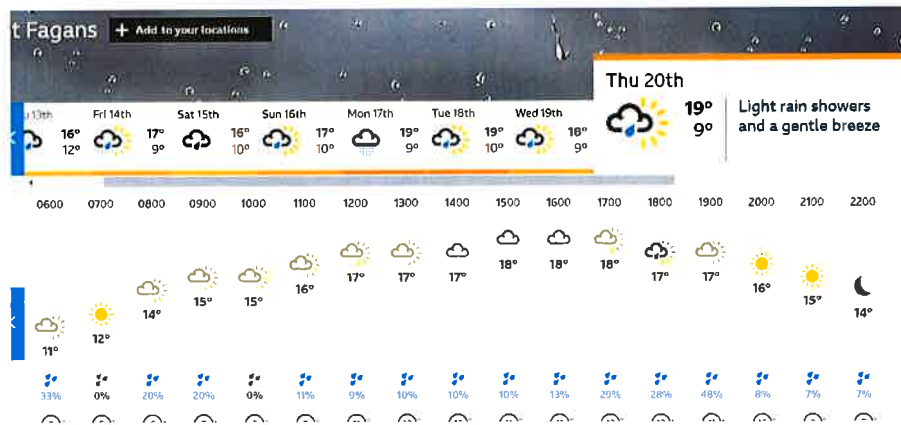 t Fagans + Add to your locations
Thu 20th
19° 9° Light rain showers and a gentle breeze
13th Fri 14th Sat 15th Sun 16th Mon 17th Tue 18th Wed 19th
16° 17° 16° 17° 19° 19° 18°
12° 9° 10° 10° 9° 10° 9°
0600 0700 0800 0900 1000 1100 1200 1300 1400 1500 1600 1700 1800 1900 2000 2100 2200
11° 12° 14° 15° 15° 16° 17° 17° 17° 18° 18° 18° 17° 17° 16° 15° 14°
33% 0% 20% 20% 0% 11% 9% 10% 10% 10% 13% 29% 28% 48% 8% 7% 7%